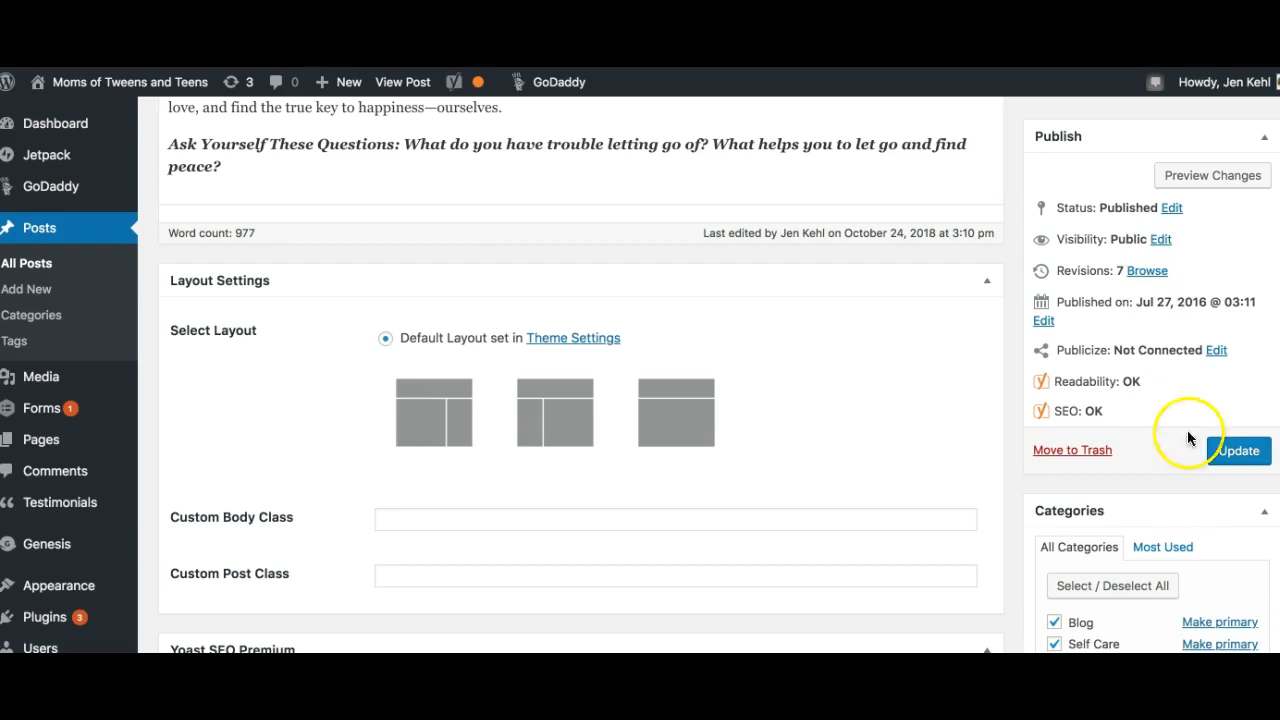 Moms of Tweens and Teens 3 0 New View Post GoDaddy Howdy, Jen Kehl
Dashboard
Jetpack
GoDaddy
Posts
All Posts
Add New
Categories
Tags
Media
Forms 1
Pages
Comments
Testimonials
Genesis
Appearance
Plugins 3
Users
love, and find the true key to happiness—ourselves.
Ask Yourself These Questions: What do you have trouble letting go of? What helps you to let go and find
peace?
Word count: 977 Last edited by Jen Kehl on October 24, 2018 at 3:10 pm
Layout Settings
Select Layout Default Layout set in Theme Settings
Custom Body Class
Custom Post Class
Yoast SEO Premium
Publish
Preview Changes
Status: Published Edit
Visibility: Public Edit
Revisions: 7 Browse
Published on: Jul 27, 2016 @ 03:11
Edit
Publicize: Not Connected Edit
Readability: OK
SEO: OK
Move to Trash Update
Categories
All Categories Most Used
Select / Deselect All
Blog Make primary
Self Care Make primary